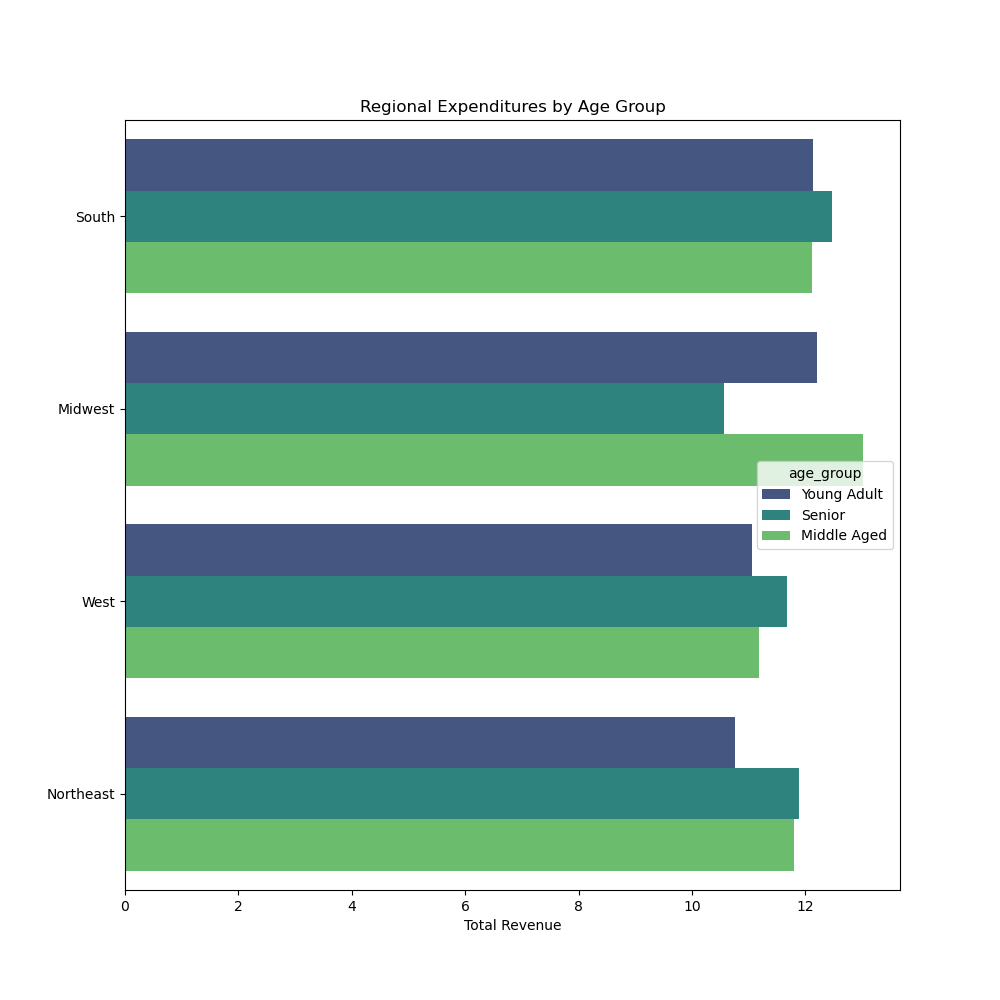 Regional Expenditures by Age Group
South
Midwest
West
Northeast
age_group
Young Adult
Senior
Middle Aged
0 2 4 6 8 10 12
Total Revenue